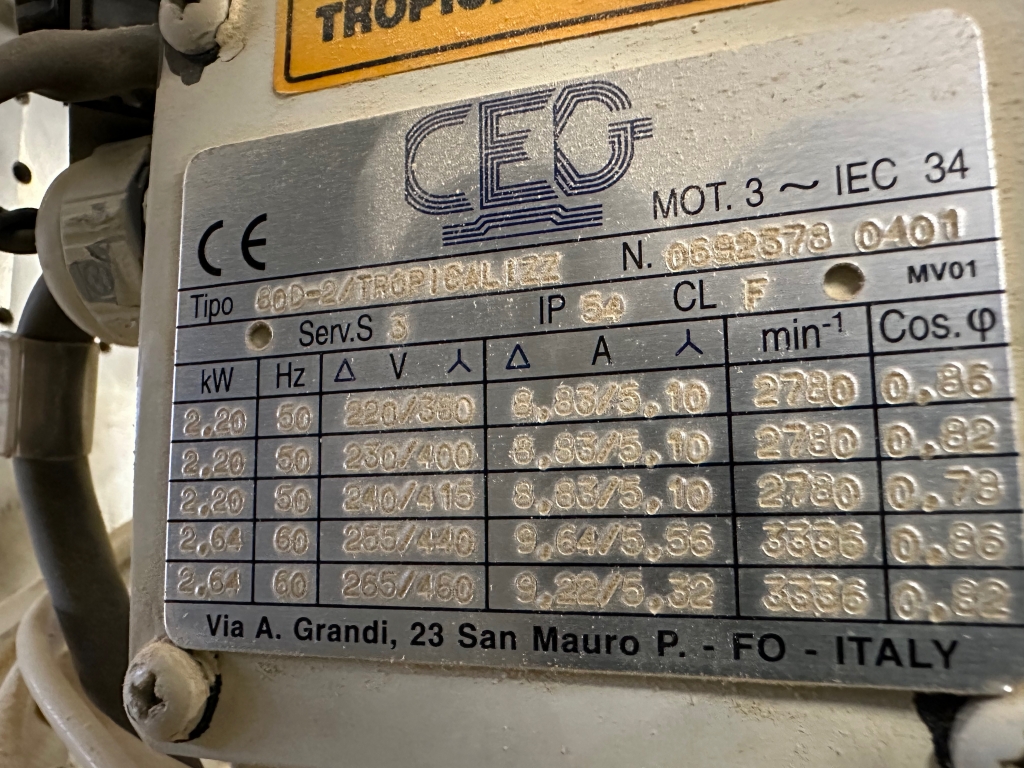 TROPICA
CEG
MOT. 3 ~ IEC 34
CE
Tipo 60D-2/TROPICALIZZ N. 0692378 0401
Serv.S 3 IP 54 CL F MV01
kW Hz Δ V ⅄ Δ A ⅄ min⁻¹ Cos. φ
2,20 50 220/380 8,83/5,10 2780 0,86
2,20 50 230/400 8,83/5,10 2780 0,82
2,20 50 240/415 8,83/5,10 2780 0,78
2,64 60 255/440 9,64/5,56 3336 0,86
2,64 60 265/460 9,22/5,32 3336 0,82
Via A. Grandi, 23 San Mauro P. - FO - ITALY